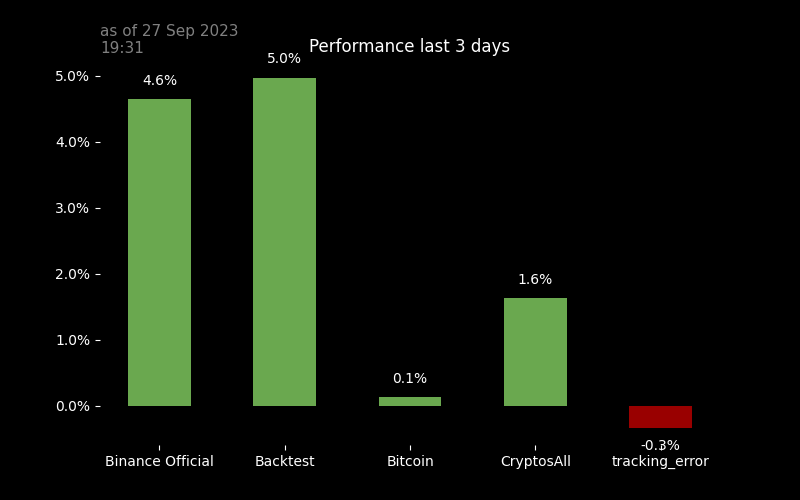 as of 27 Sep 2023
19:31
Performance last 3 days
5.0%
4.6%
5.0%
4.0%
3.0%
2.0%
1.6%
1.0%
0.1%
0.0%
-0.3%
Binance Official
Backtest
Bitcoin
CryptosAll
tracking_error